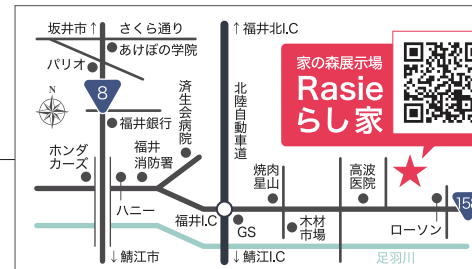 坂井市↑
さくら通り
↑福井北I.C
あけぼの学院
パリオ
N
8
済生会病院
北陸自動車道
家の森展示場
Rasie
らし家
福井銀行
ホンダ
カーズ
福井
消防署
焼肉
星山
高波
医院
ハニー
福井I.C
GS
木材
市場
ローソン
158
↓鯖江市
↓鯖江I.C
足羽川